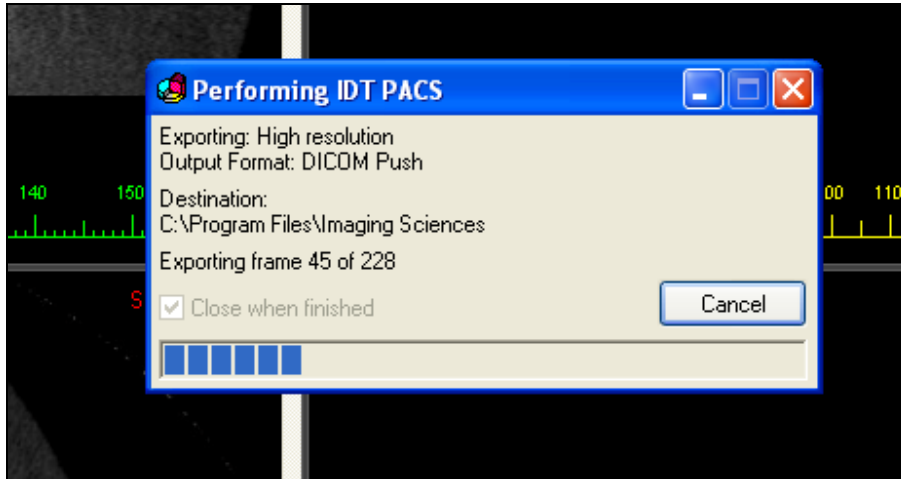 Performing IDT PACS
Exporting: High resolution
Output Format: DICOM Push
140 150
00 110
Destination:
C:\Program Files\Imaging Sciences
Exporting frame 45 of 228
S
Close when finished
Cancel